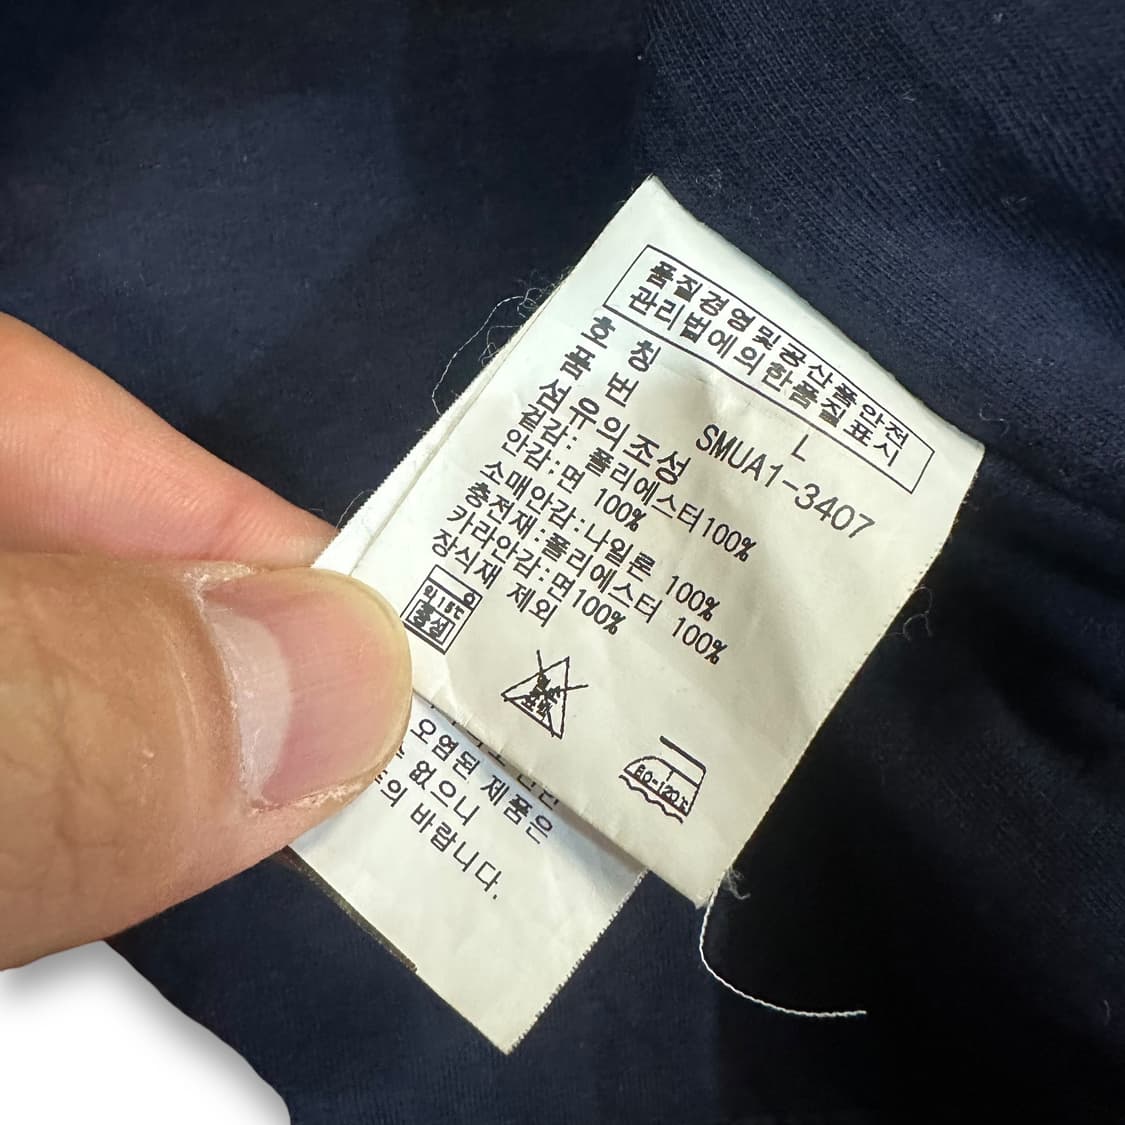 품질경영및공산품안전
관리법에의한품질표시
호 칭 L
품 번 SMUA1-3407
섬유의조성
겉감: 폴리에스터100%
안감:면 100%
소매안감:나일론 100%
충전재:폴리에스터 100%
카라안감:면100%
장식재 제외
중성
80-120℃
오염된 제품은
없으니
바랍니다.